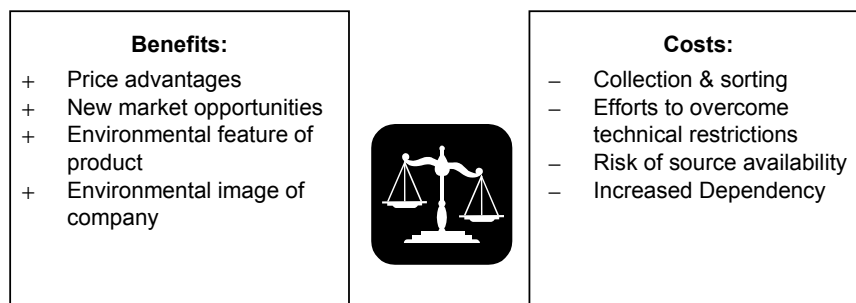 Benefits:
+ Price advantages
+ New market opportunities
+ Environmental feature of
product
+ Environmental image of
company
Costs:
– Collection & sorting
– Efforts to overcome
technical restrictions
– Risk of source availability
– Increased Dependency